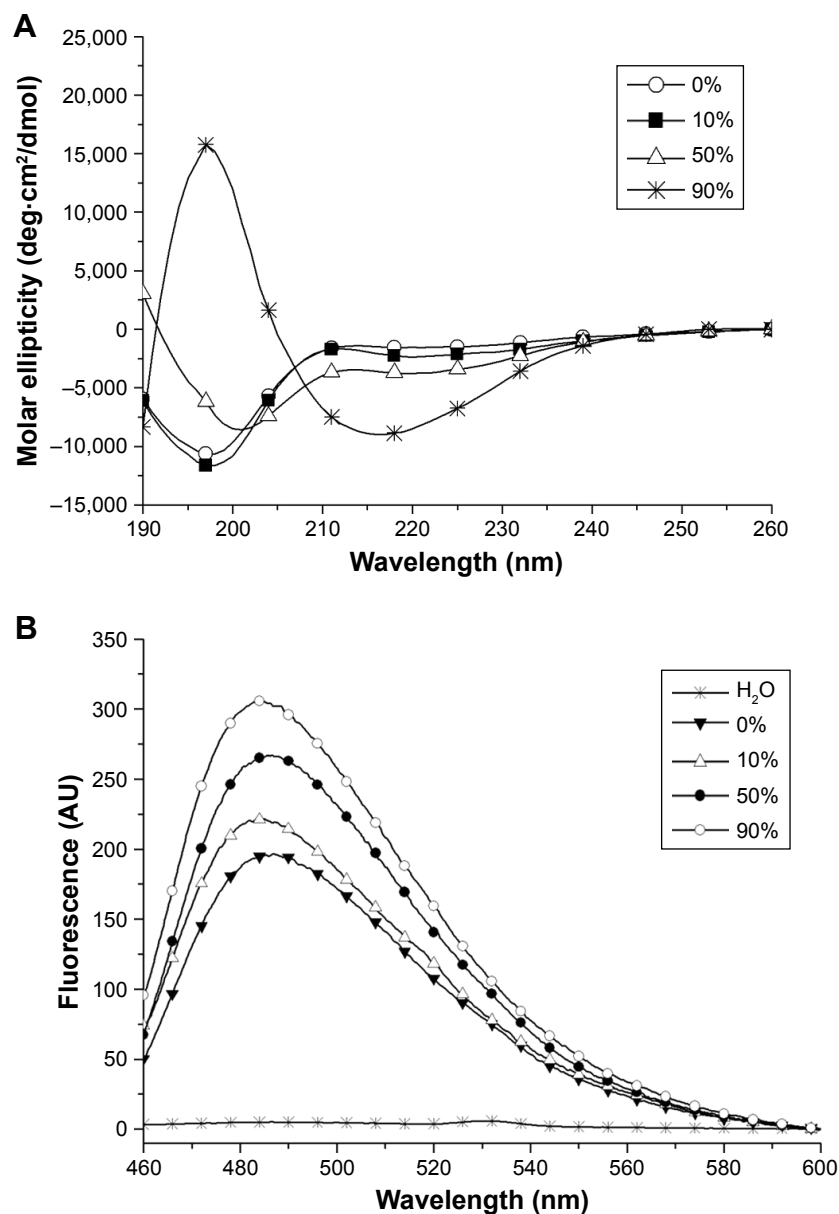 A
25,000
20,000
15,000
10,000
5,000
0
–5,000
–10,000
–15,000
Molar ellipticity (deg·cm²/dmol)
0%
10%
50%
90%
190 200 210 220 230 240 250 260
Wavelength (nm)
B
350
300
250
200
150
100
50
0
Fluorescence (AU)
H₂O
0%
10%
50%
90%
460 480 500 520 540 560 580 600
Wavelength (nm)